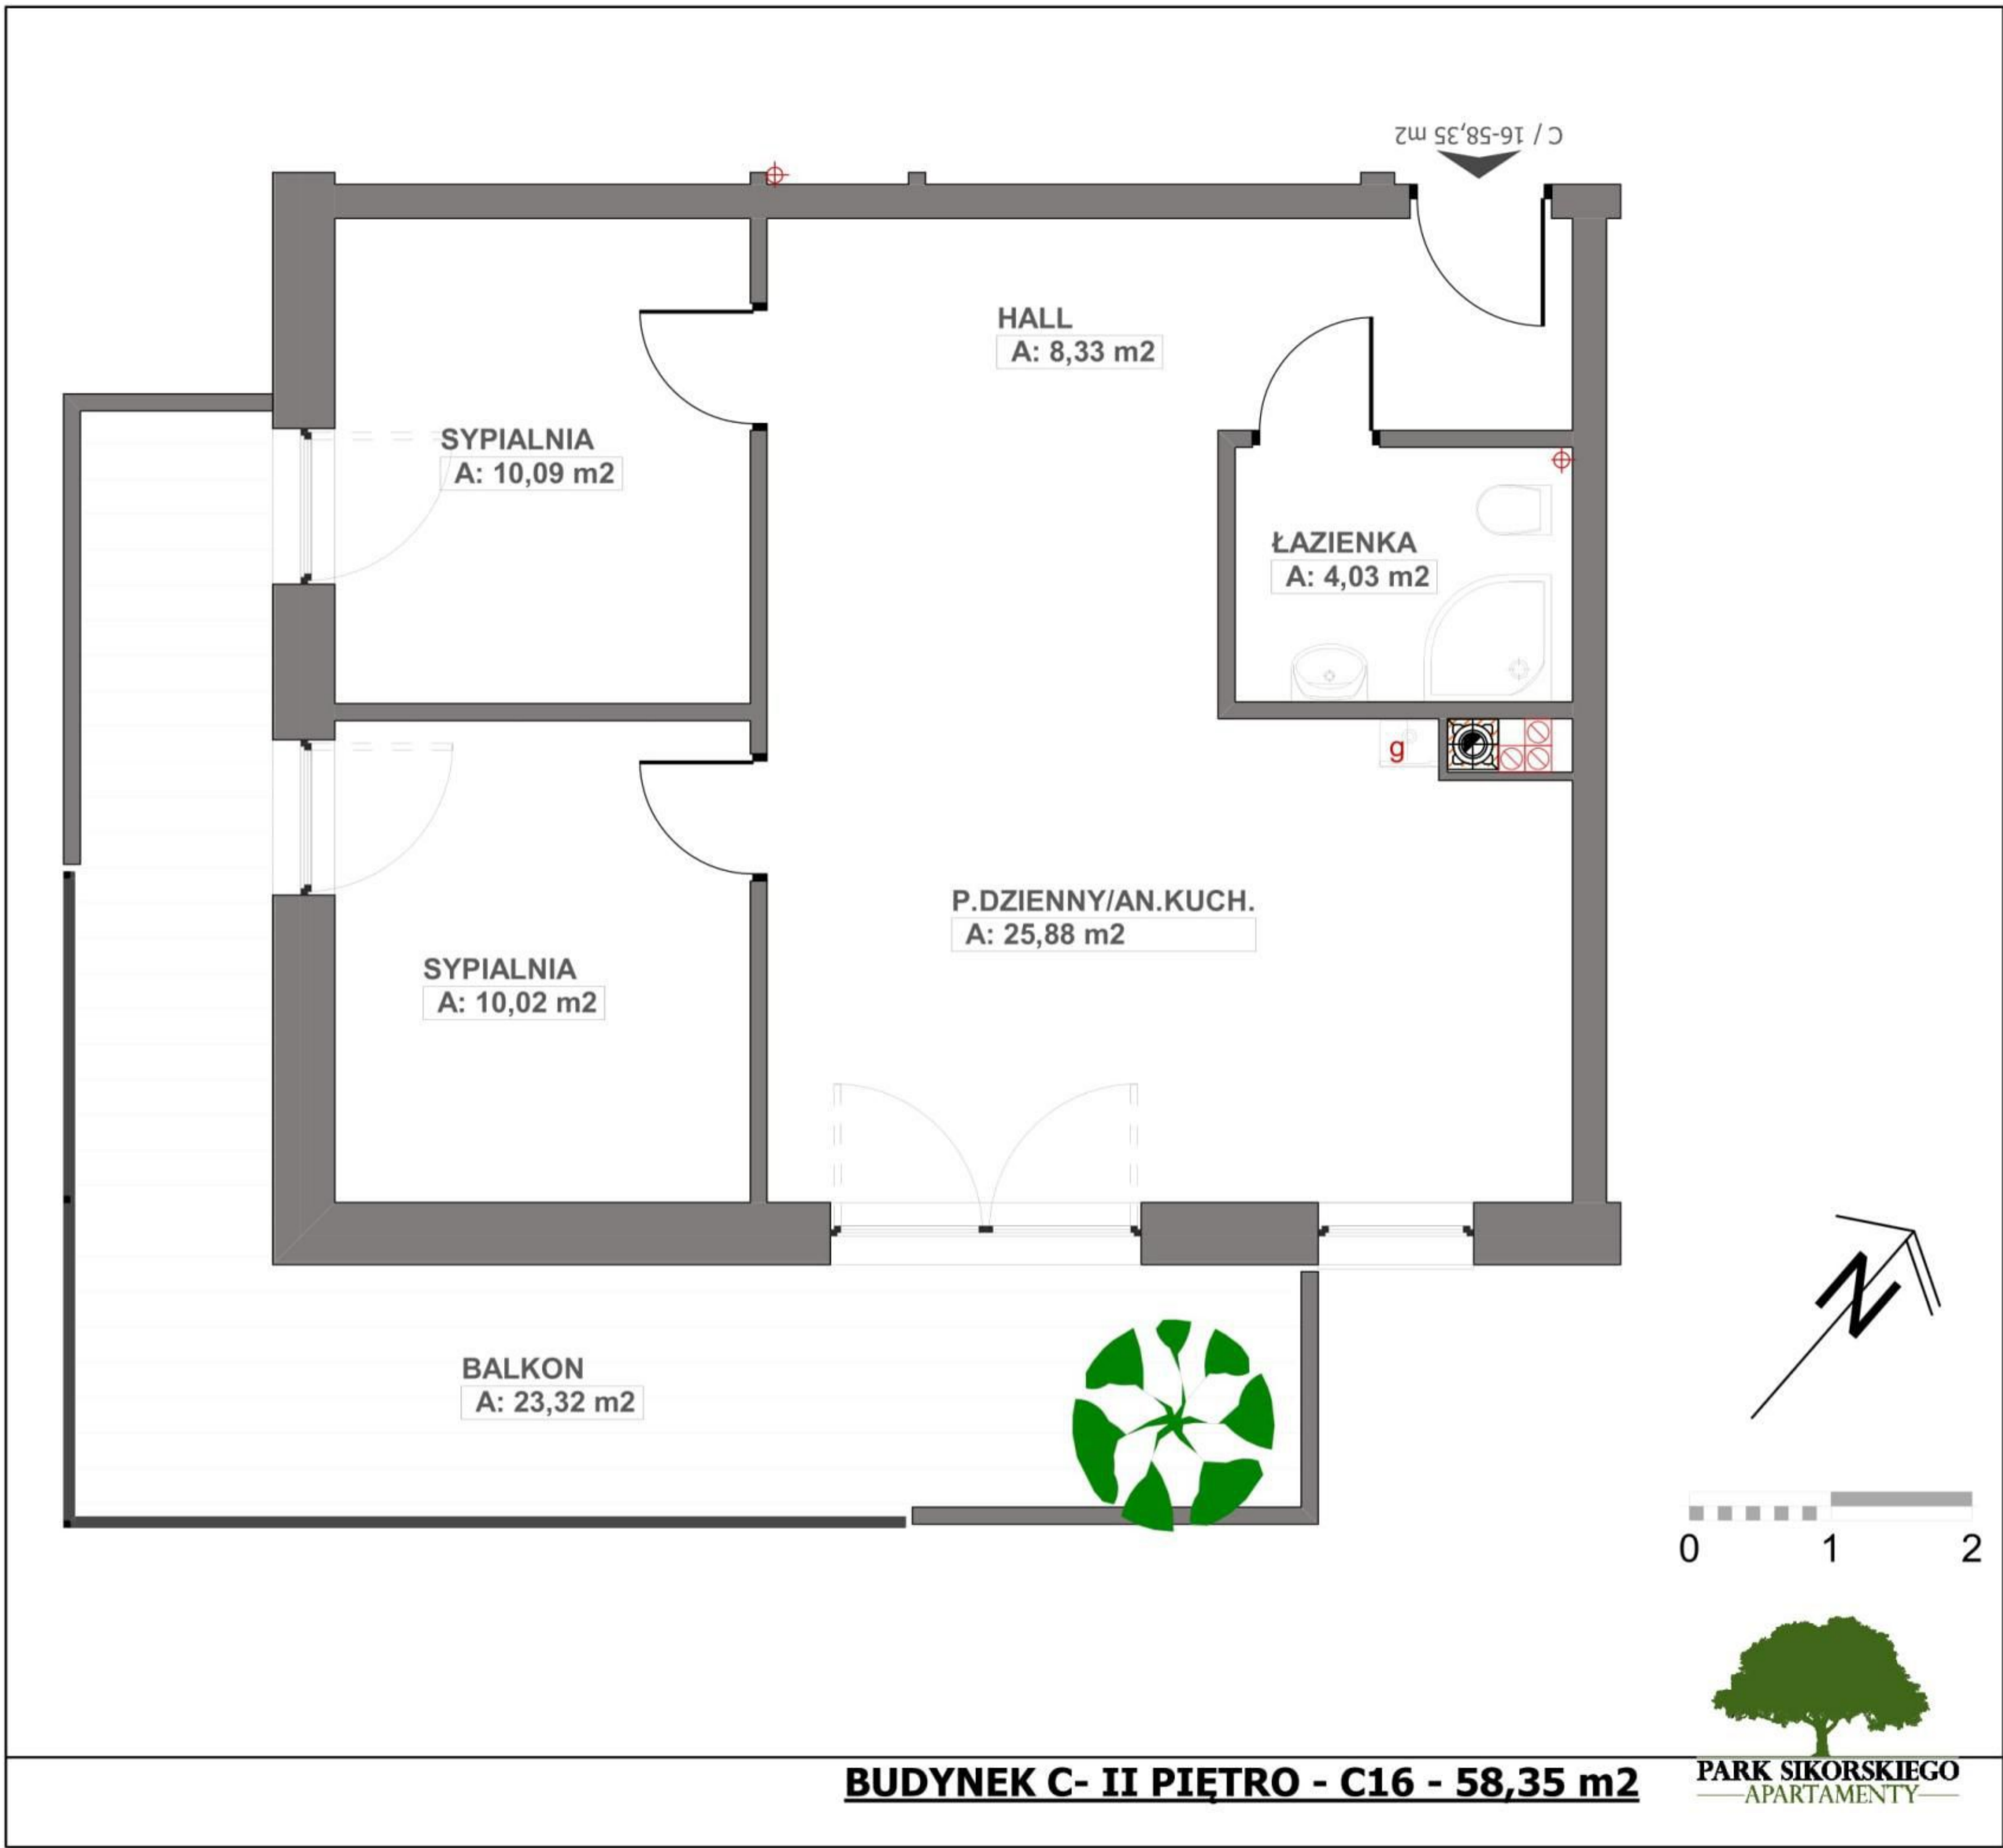 C / 16-58,35 m2
HALL
A: 8,33 m2
SYPIALNIA
A: 10,09 m2
ŁAZIENKA
A: 4,03 m2
g
P.DZIENNY/AN.KUCH.
A: 25,88 m2
SYPIALNIA
A: 10,02 m2
N
BALKON
A: 23,32 m2
0 1 2
BUDYNEK C- II PIĘTRO - C16 - 58,35 m2
PARK SIKORSKIEGO
APARTAMENTY